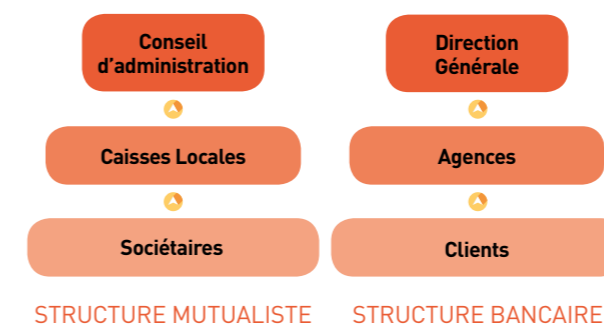 Conseil
d’administration
Caisses Locales
Sociétaires
STRUCTURE MUTUALISTE
Direction
Générale
Agences
Clients
STRUCTURE BANCAIRE